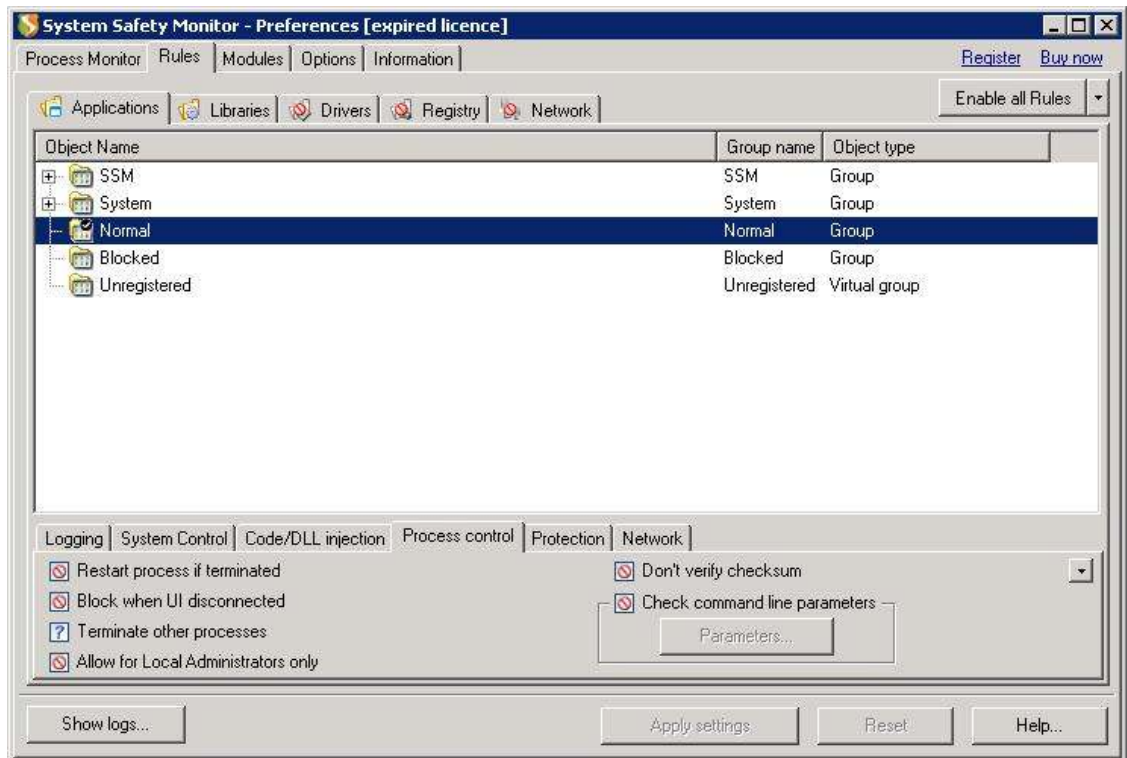 System Safety Monitor - Preferences [expired licence]
Process Monitor Rules Modules Options Information Register Buy now
Applications Libraries Drivers Registry Network Enable all Rules
Object Name Group name Object type
SSM SSM Group
System System Group
Normal Normal Group
Blocked Blocked Group
Unregistered Unregistered Virtual group
Logging System Control Code/DLL injection Process control Protection Network
Restart process if terminated Don't verify checksum
Block when UI disconnected Check command line parameters
? Terminate other processes Parameters...
Allow for Local Administrators only
Show logs... Apply settings Reset Help...